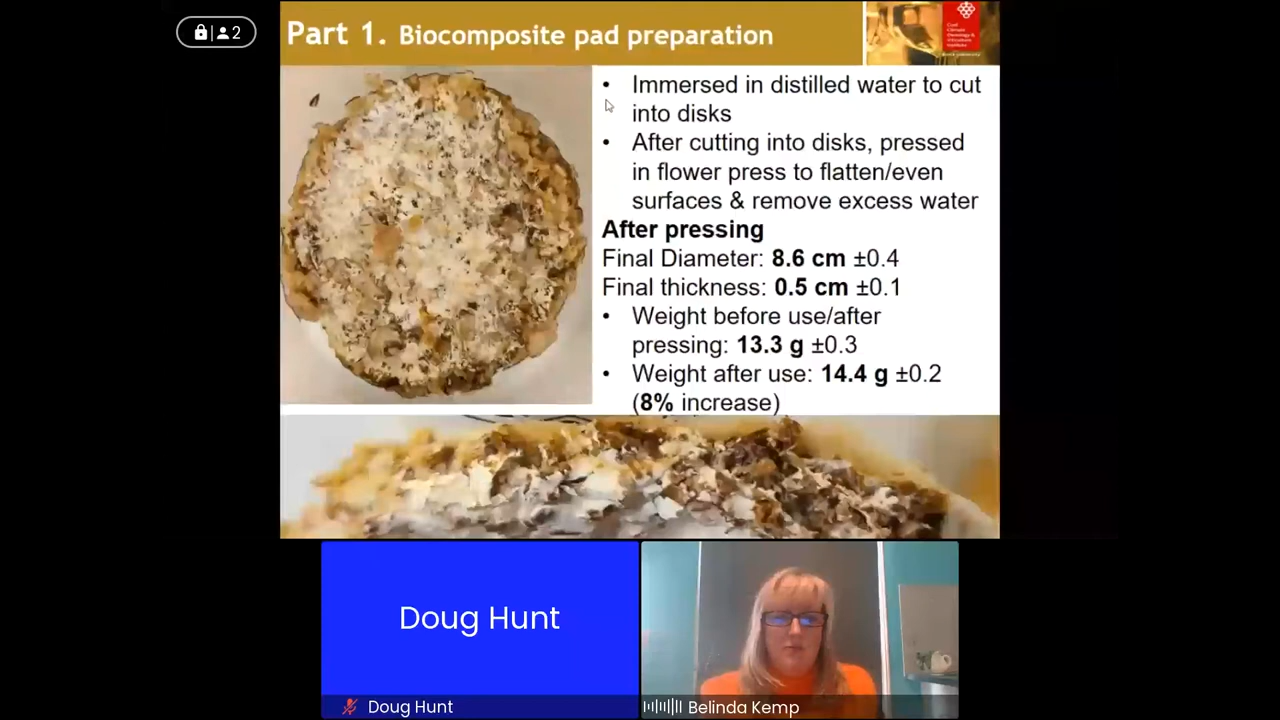 2
Part 1. Biocomposite pad preparation
• Immersed in distilled water to cut
into disks
• After cutting into disks, pressed
in flower press to flatten/even
surfaces & remove excess water
After pressing
Final Diameter: 8.6 cm ±0.4
Final thickness: 0.5 cm ±0.1
• Weight before use/after
pressing: 13.3 g ±0.3
• Weight after use: 14.4 g ±0.2
(8% increase)
Doug Hunt
Doug Hunt
Belinda Kemp